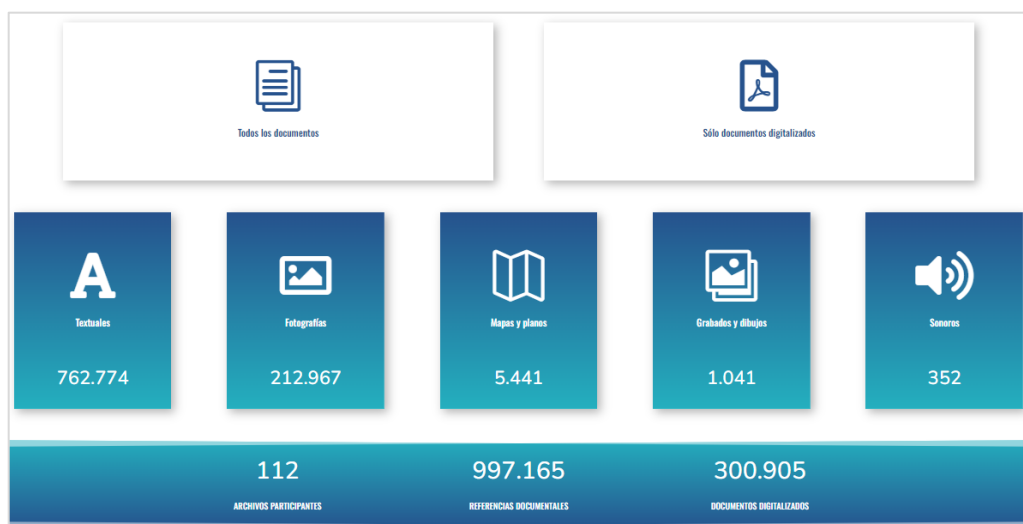 Todos los documentos
Sólo documentos digitalizados
A
Textuales
Fotografías
Mapas y planos
Grabados y dibujos
Sonoros
762.774
212.967
5.441
1.041
352
112
997.165
300.905
ARCHIVOS PARTICIPANTES
REFERENCIAS DOCUMENTALES
DOCUMENTOS DIGITALIZADOS